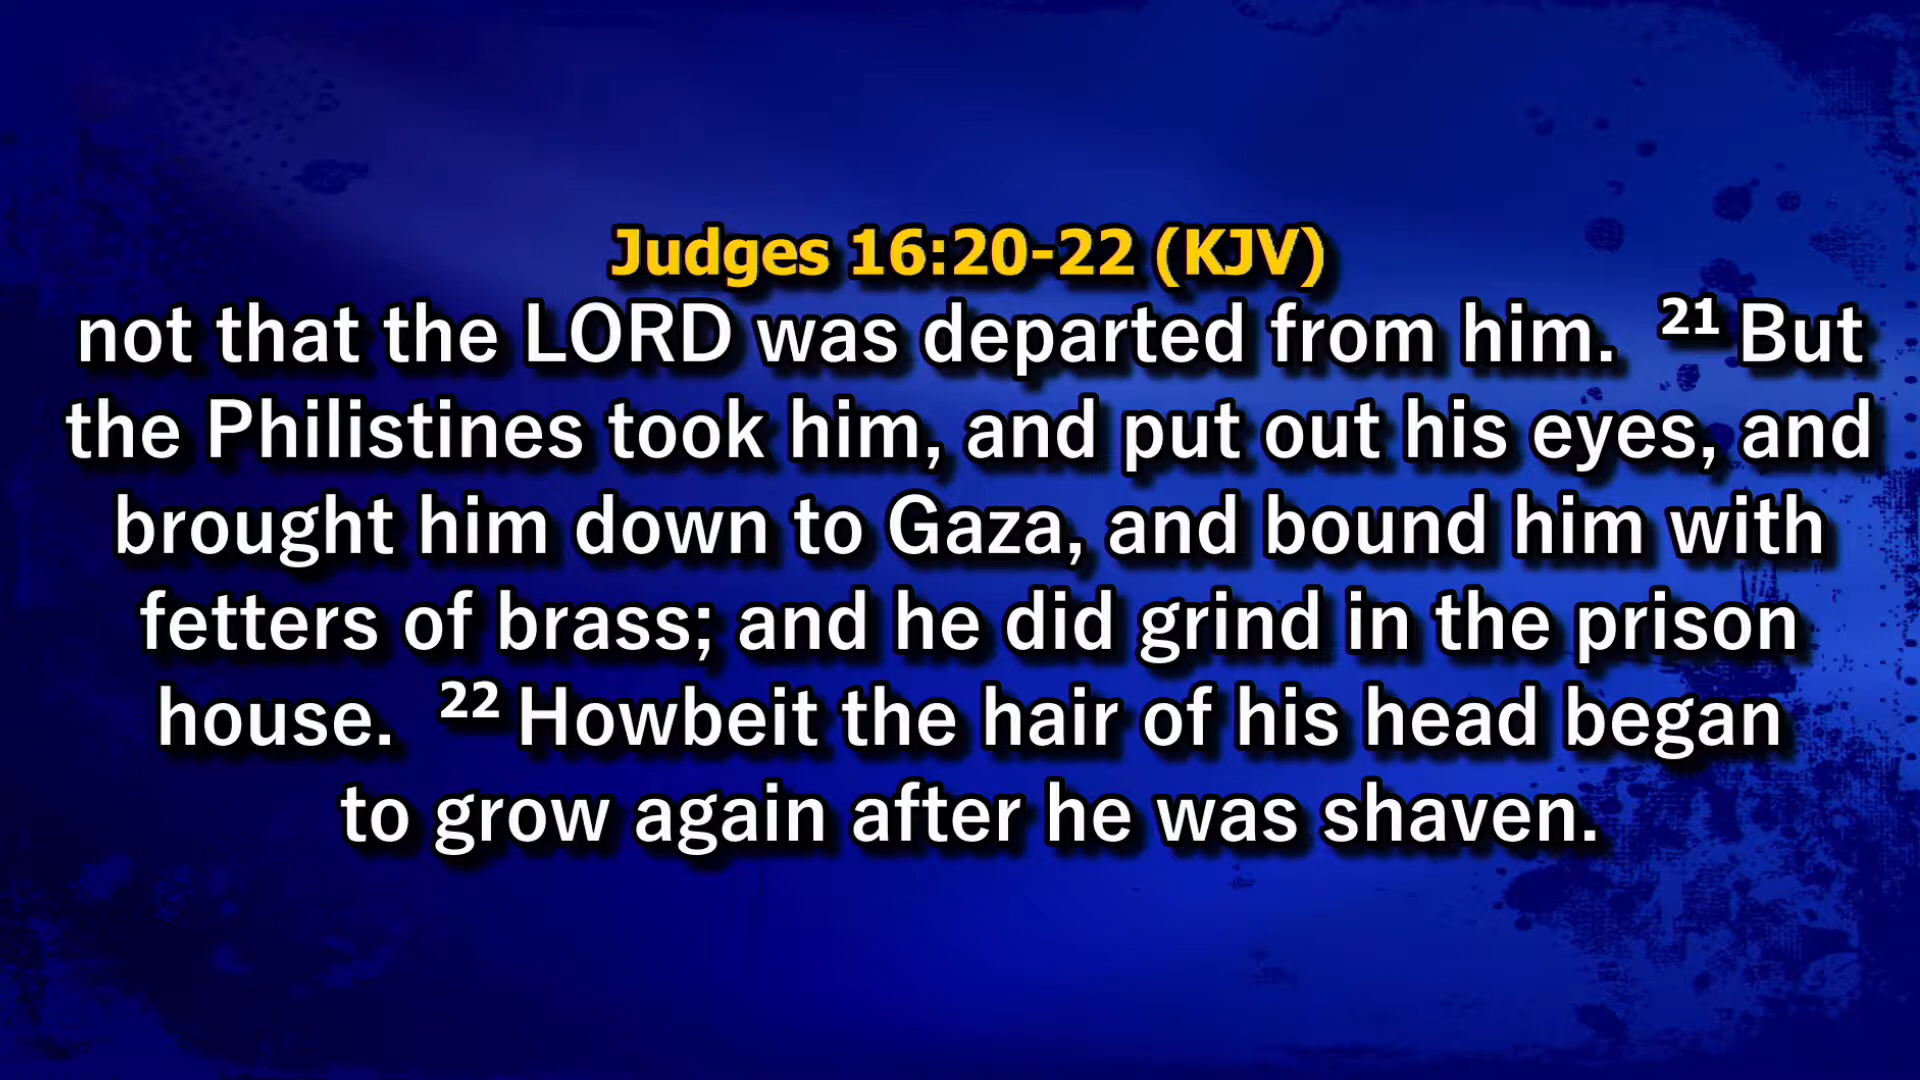 Judges 16:20-22 (KJV)
not that the LORD was departed from him. 21 But
the Philistines took him, and put out his eyes, and
brought him down to Gaza, and bound him with
fetters of brass; and he did grind in the prison
house. 22 Howbeit the hair of his head began
to grow again after he was shaven.